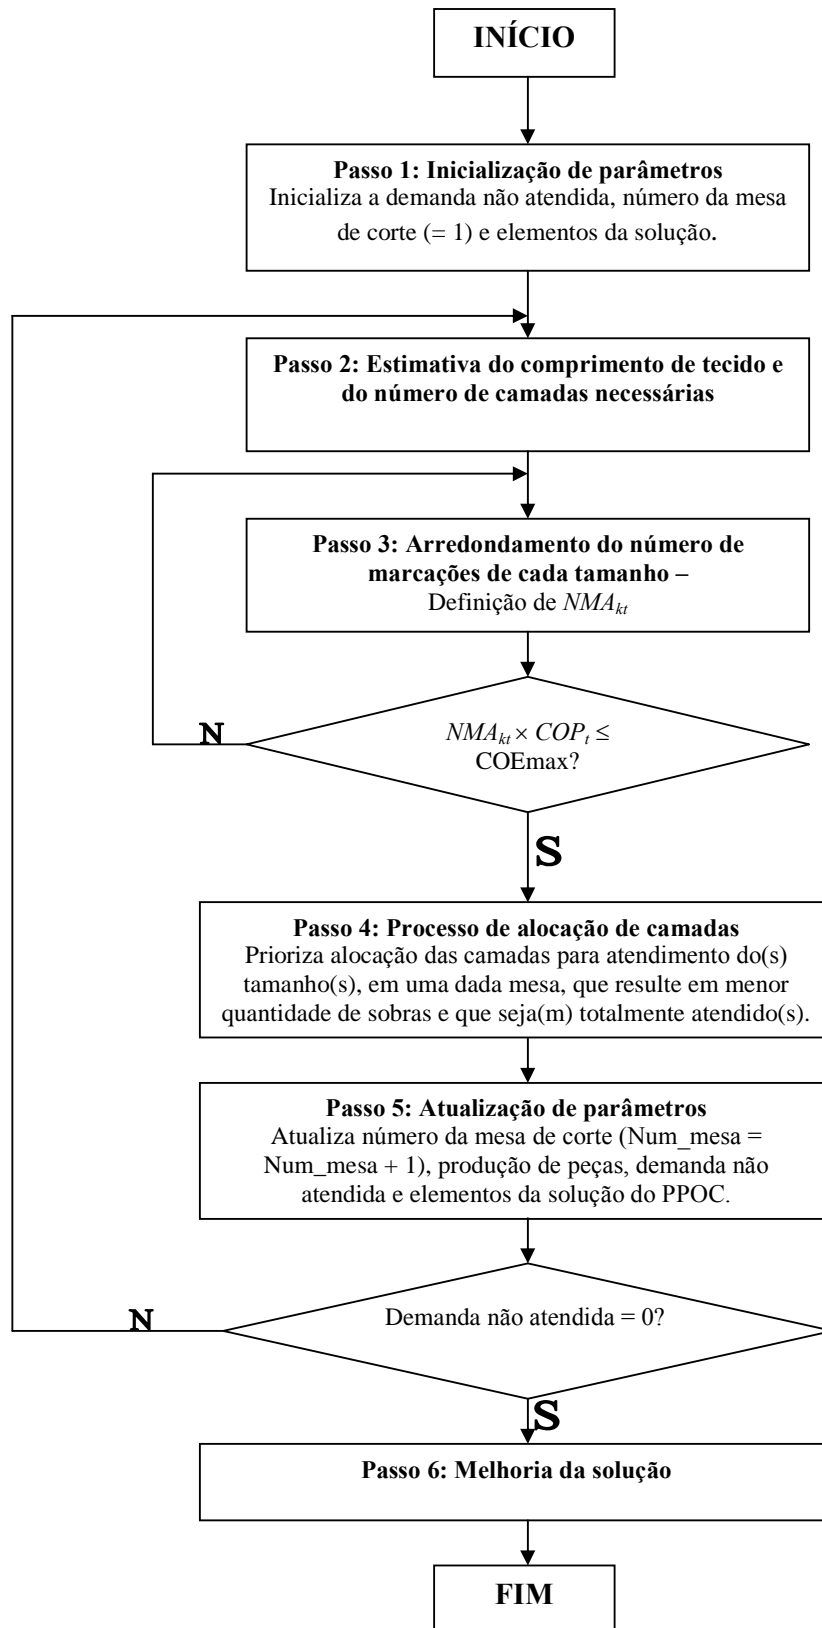 INÍCIO
Passo 1: Inicialização de parâmetros
Inicializa a demanda não atendida, número da mesa
de corte (= 1) e elementos da solução.
Passo 2: Estimativa do comprimento de tecido e
do número de camadas necessárias
Passo 3: Arredondamento do número de
marcações de cada tamanho –
Definição de NMAkt
NMAkt × COPt ≤
COEmax?
N
S
Passo 4: Processo de alocação de camadas
Prioriza alocação das camadas para atendimento do(s)
tamanho(s), em uma dada mesa, que resulte em menor
quantidade de sobras e que seja(m) totalmente atendido(s).
Passo 5: Atualização de parâmetros
Atualiza número da mesa de corte (Num_mesa =
Num_mesa + 1), produção de peças, demanda não
atendida e elementos da solução do PPOC.
Demanda não atendida = 0?
N
S
Passo 6: Melhoria da solução
FIM